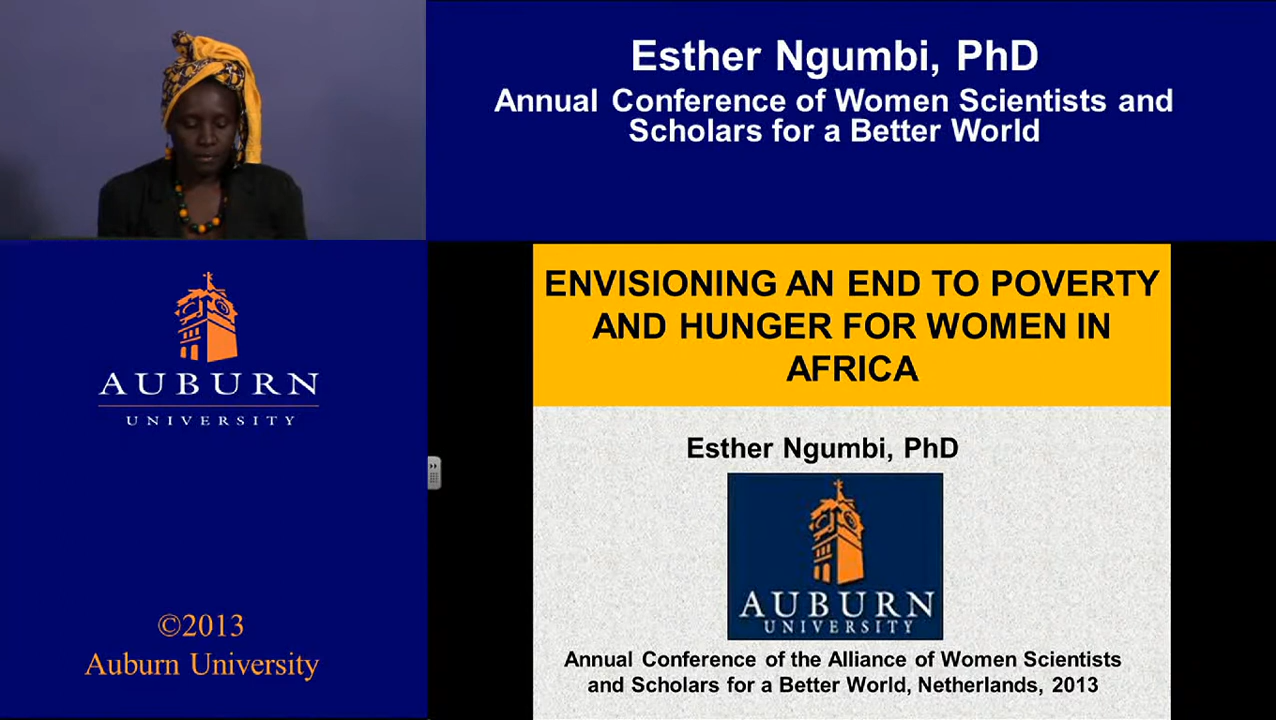 Esther Ngumbi, PhD
Annual Conference of Women Scientists and
Scholars for a Better World
AUBURN
UNIVERSITY
©2013
Auburn University
ENVISIONING AN END TO POVERTY
AND HUNGER FOR WOMEN IN
AFRICA
Esther Ngumbi, PhD
AUBURN
UNIVERSITY
Annual Conference of the Alliance of Women Scientists
and Scholars for a Better World, Netherlands, 2013